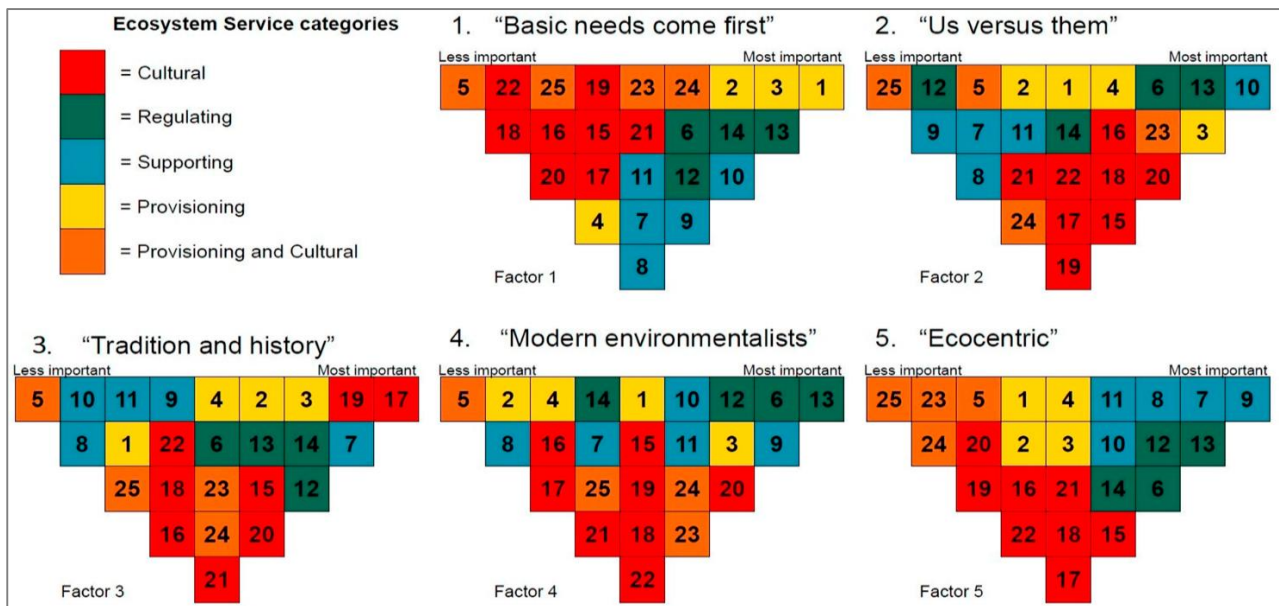 Ecosystem Service categories
= Cultural
= Regulating
= Supporting
= Provisioning
= Provisioning and Cultural
1. “Basic needs come first”
Less important Most important
5 22 25 19 23 24 2 3 1
18 16 15 21 6 14 13
20 17 11 12 10
4 7 9
8
Factor 1
2. “Us versus them”
Less important Most important
25 12 5 2 1 4 6 13 10
9 7 11 14 16 23 3
8 21 22 18 20
24 17 15
19
Factor 2
3. “Tradition and history”
Less important Most important
5 10 11 9 4 2 3 19 17
8 1 22 6 13 14 7
25 18 23 15 12
16 24 20
21
Factor 3
4. “Modern environmentalists”
Less important Most important
5 2 4 14 1 10 12 6 13
8 16 7 15 11 3 9
17 25 19 24 20
21 18 23
22
Factor 4
5. “Ecocentric”
Less important Most important
25 23 5 1 4 11 8 7 9
24 20 2 3 10 12 13
19 16 21 14 6
22 18 15
17
Factor 5